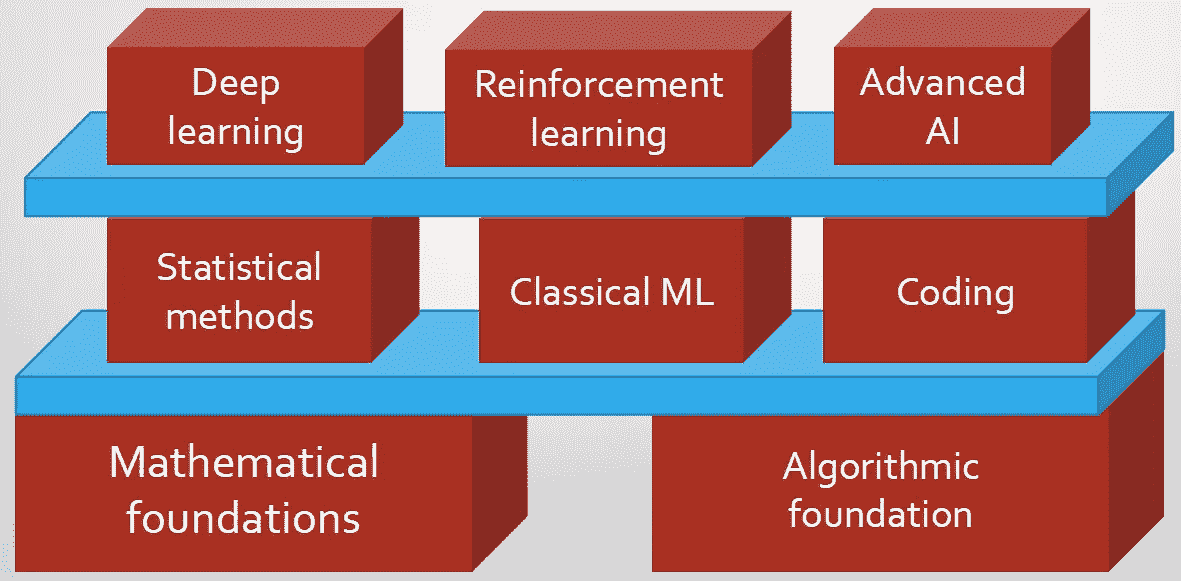 Deep
learning
Reinforcement
learning
Advanced
AI
Statistical
methods
Classical ML
Coding
Mathematical
foundations
Algorithmic
foundation